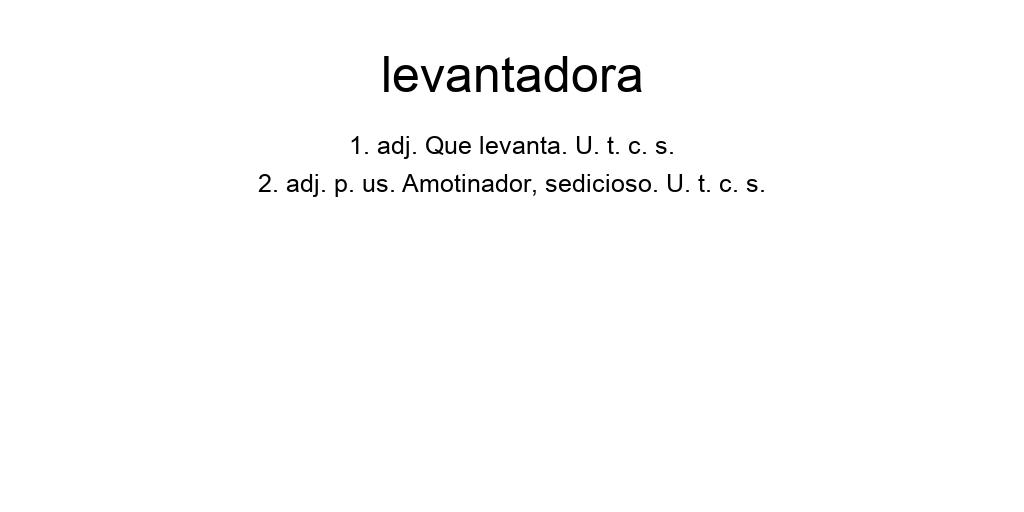 levantadora
1. adj. Que levanta. U. t. c. s.
2. adj. p. us. Amotinador, sedicioso. U. t. c. s.